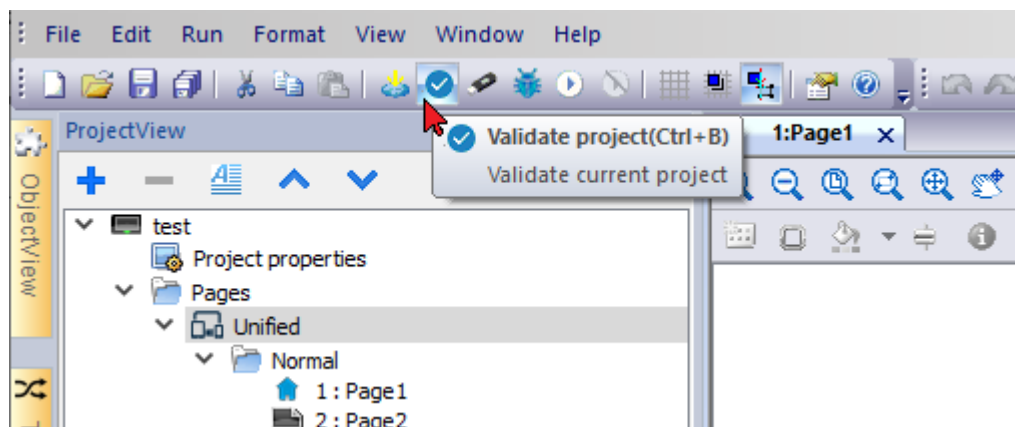 File Edit Run Format View Window Help
ProjectView
1:Page1
Validate project(Ctrl+B)
Validate current project
ObjectView
test
Project properties
Pages
Unified
Normal
1 : Page1
2 : Page2